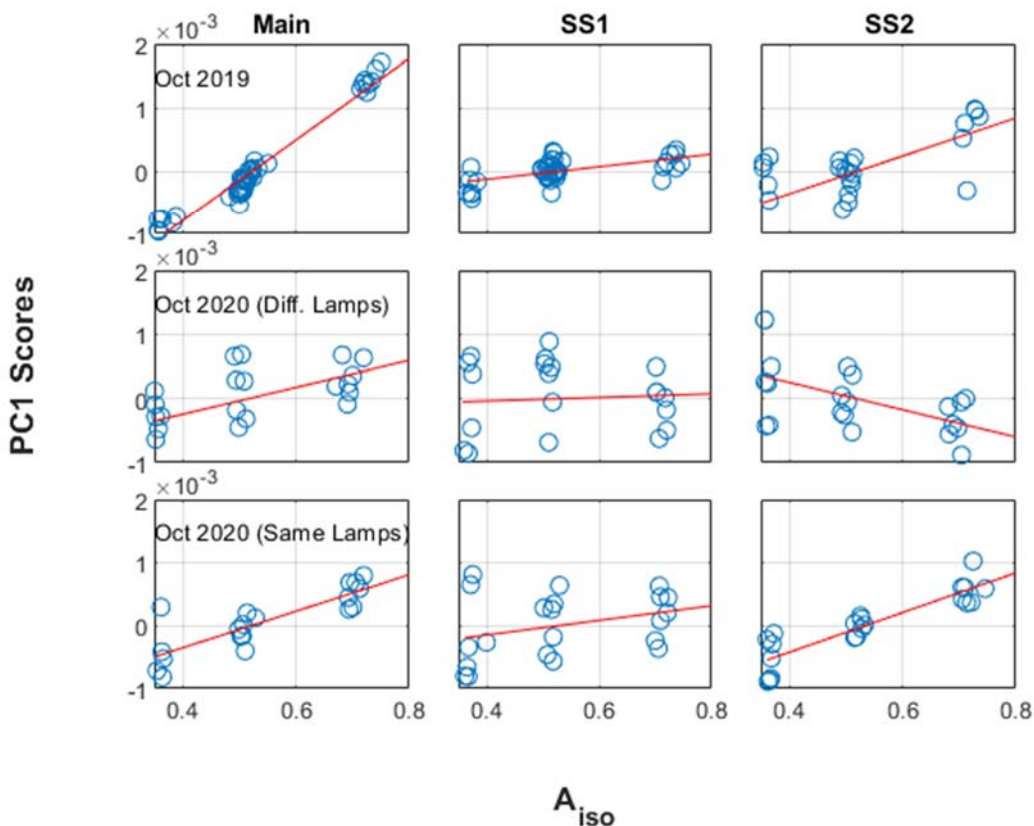 Main SS1 SS2
×10⁻³
2 Oct 2019
1
0
-1
×10⁻³
2 Oct 2020 (Diff. Lamps)
1
0
-1
×10⁻³
2 Oct 2020 (Same Lamps)
1
0
-1
0.4 0.6 0.8 0.4 0.6 0.8 0.4 0.6 0.8
PC1 Scores
A_iso